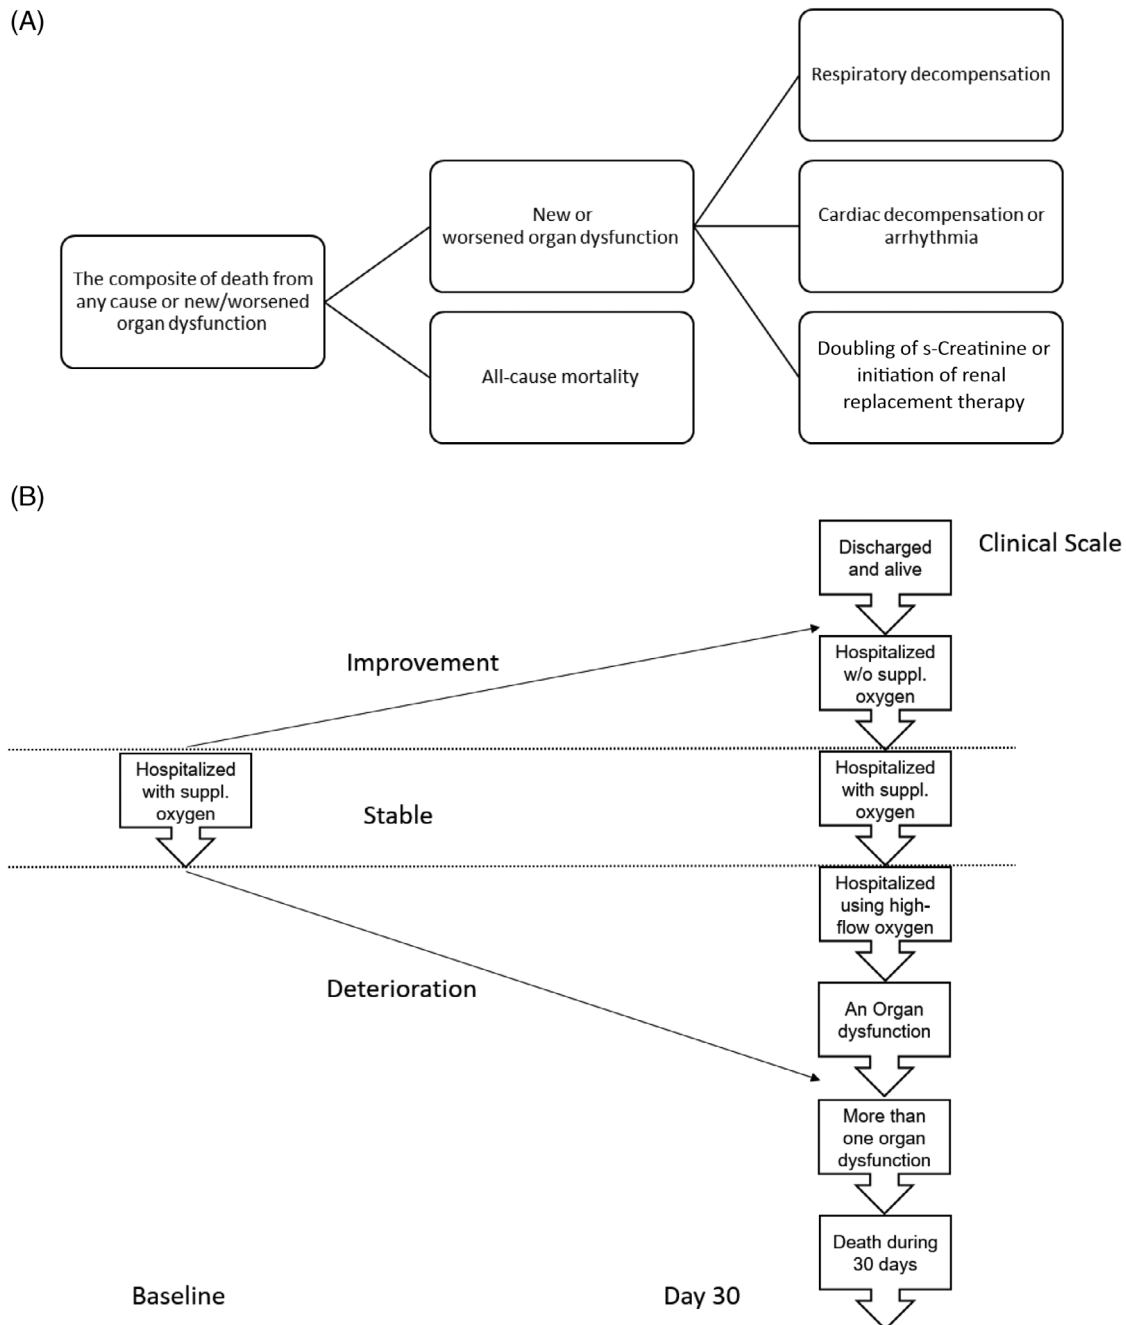 (A)
Respiratory decompensation
New or
worsened organ dysfunction
Cardiac decompensation or
arrhythmia
The composite of death from
any cause or new/worsened
organ dysfunction
All-cause mortality
Doubling of s-Creatinine or
initiation of renal
replacement therapy
(B)
Discharged
and alive
Clinical Scale
Improvement
Hospitalized
w/o suppl.
oxygen
Hospitalized
with suppl.
oxygen
Stable
Hospitalized
with suppl.
oxygen
Hospitalized
using high-
flow oxygen
Deterioration
An Organ
dysfunction
More than
one organ
dysfunction
Death during
30 days
Baseline
Day 30